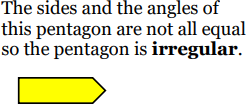 The sides and the angles of
this pentagon are not all equal
so the pentagon is irregular.